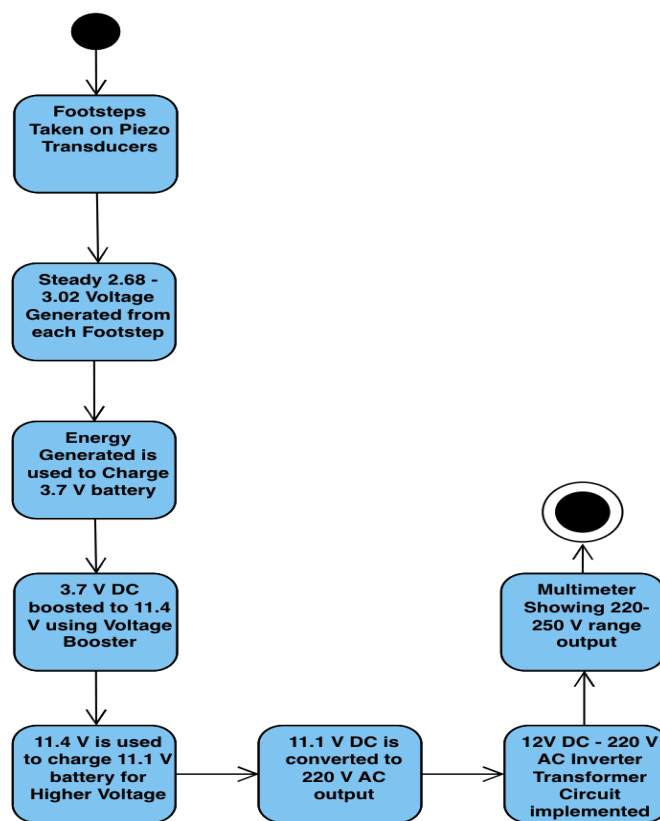 Footsteps
Taken on Piezo
Transducers
Steady 2.68 -
3.02 Voltage
Generated from
each Footstep
Energy
Generated is
used to Charge
3.7 V battery
3.7 V DC
boosted to 11.4
V using Voltage
Booster
11.4 V is used
to charge 11.1 V
battery for
Higher Voltage
11.1 V DC is
converted to
220 V AC
output
12V DC - 220 V
AC Inverter
Transformer
Circuit
implemented
Multimeter
Showing 220-
250 V range
output